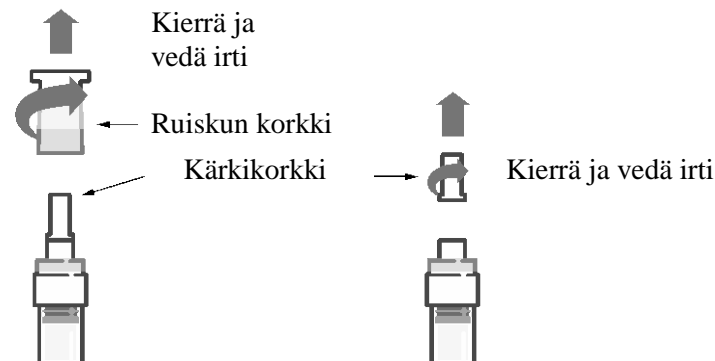 Kierrä ja
vedä irti
Ruiskun korkki
Kärkikorkki
Kierrä ja vedä irti